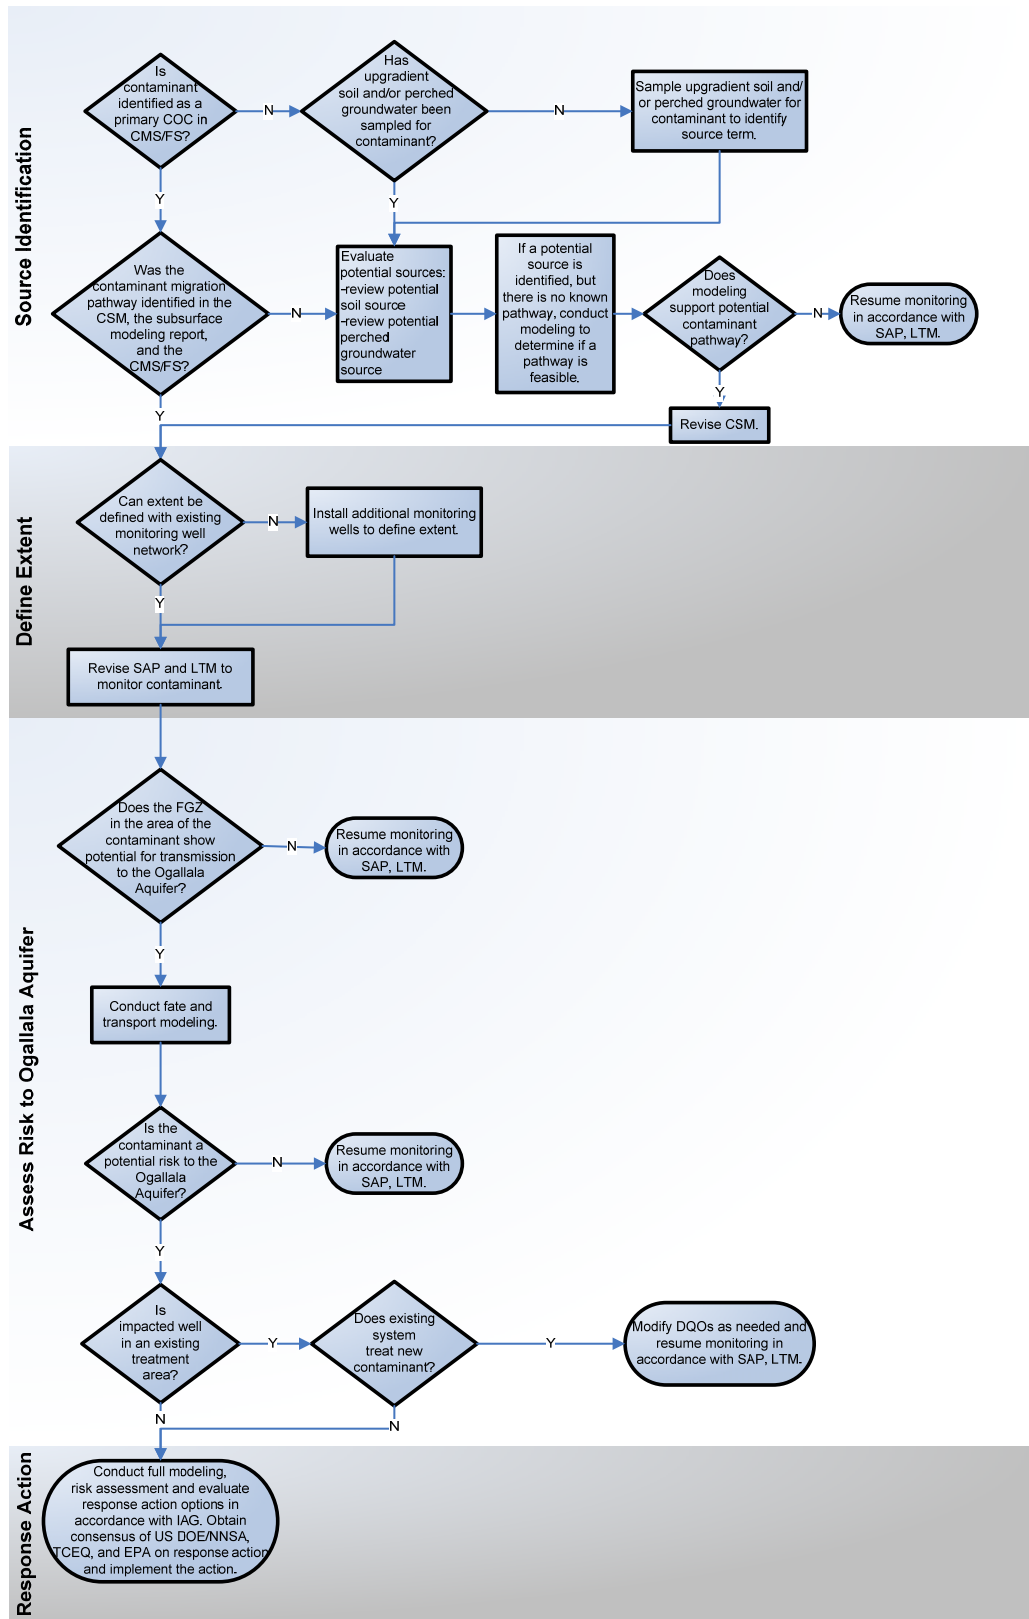 Source Identification
Is
contaminant
identified as a
primary COC in
CMS/FS?
N
Has
upgradient
soil and/or perched
groundwater been
sampled for
contaminant?
N
Sample upgradient soil and/
or perched groundwater for
contaminant to identify
source term.
Y
Y
Was the
contaminant migration
pathway identified in the
CSM, the subsurface
modeling report,
and the
CMS/FS?
N
Evaluate
potential sources:
-review potential
soil source
-review potential
perched
groundwater
source
If a potential
source is
identified, but
there is no known
pathway, conduct
modeling to
determine if a
pathway is
feasible.
Does
modeling
support potential
contaminant
pathway?
N
Resume monitoring
in accordance with
SAP, LTM.
Y
Y
Revise CSM.
Define Extent
Can extent be
defined with existing
monitoring well
network?
N
Install additional monitoring
wells to define extent.
Y
Revise SAP and LTM to
monitor contaminant.
Assess Risk to Ogallala Aquifer
Does the FGZ
in the area of the
contaminant show
potential for transmission
to the Ogallala
Aquifer?
N
Resume monitoring
in accordance with
SAP, LTM.
Y
Conduct fate and
transport modeling.
Is the
contaminant a
potential risk to the
Ogallala
Aquifer?
N
Resume monitoring
in accordance with
SAP, LTM.
Y
Is
impacted well
in an existing
treatment
area?
Y
Does existing
system
treat new
contaminant?
Y
Modify DQOs as needed and
resume monitoring in
accordance with SAP, LTM.
N
N
Response Action
Conduct full modeling,
risk assessment and evaluate
response action options in
accordance with IAG. Obtain
consensus of US DOE/NNSA,
TCEQ, and EPA on response action
and implement the action.